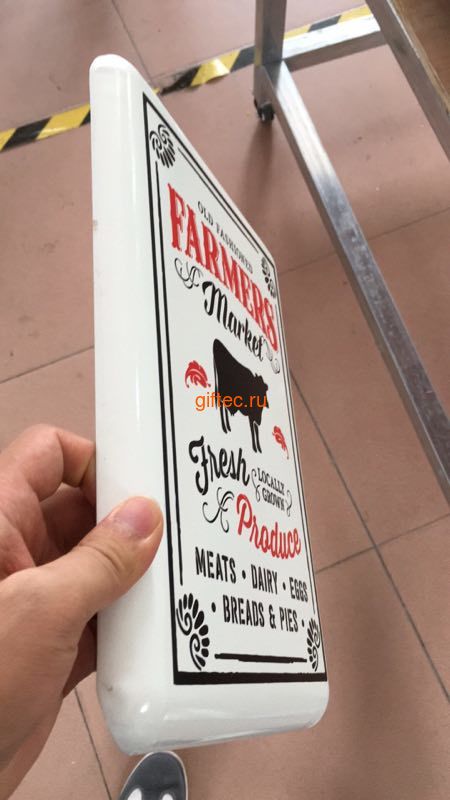 OLD FASHIONED
FARMERS
Market
giftec.ru
Fresh
LOCALLY
GROWN
Produce
MEATS • DAIRY • EGGS
• BREADS & PIES •